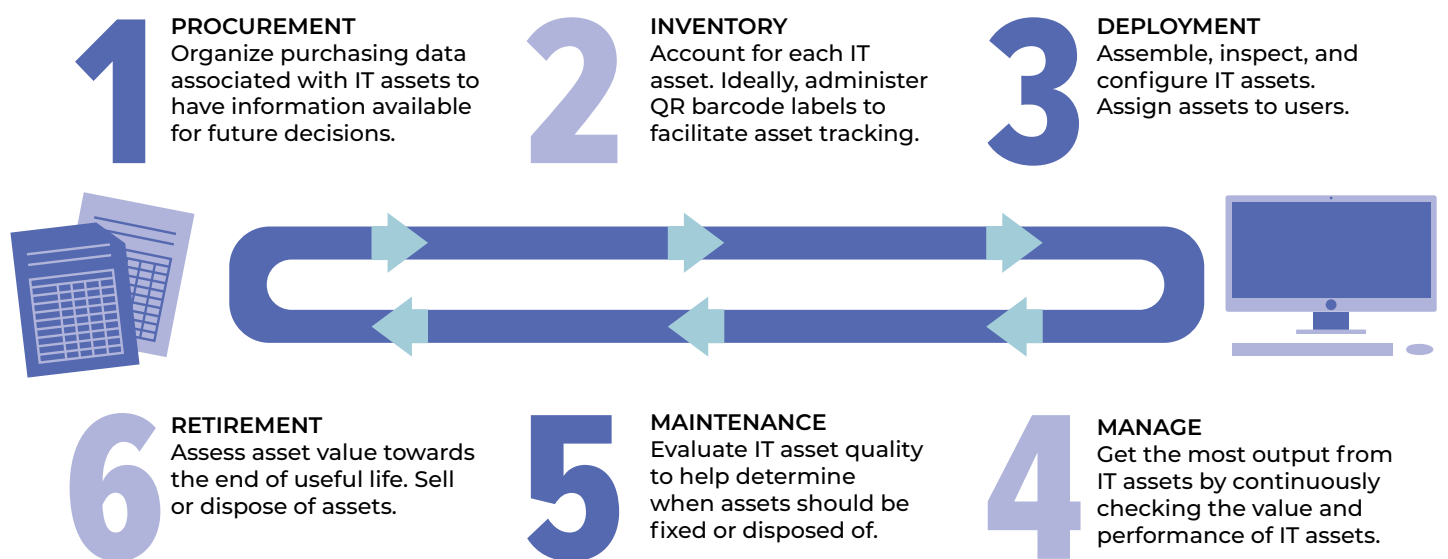 1
PROCUREMENT
Organize purchasing data
associated with IT assets to
have information available
for future decisions.
2
INVENTORY
Account for each IT
asset. Ideally, administer
QR barcode labels to
facilitate asset tracking.
3
DEPLOYMENT
Assemble, inspect, and
configure IT assets.
Assign assets to users.
6
RETIREMENT
Assess asset value towards
the end of useful life. Sell
or dispose of assets.
5
MAINTENANCE
Evaluate IT asset quality
to help determine
when assets should be
fixed or disposed of.
4
MANAGE
Get the most output from
IT assets by continuously
checking the value and
performance of IT assets.